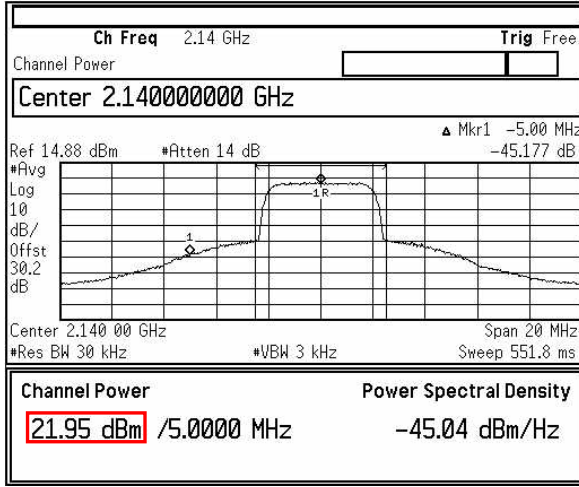 Ch Freq 2.14 GHz Trig Free
Channel Power
Center 2.140000000 GHz
Δ Mkr1 -5.00 MHz
Ref 14.88 dBm #Atten 14 dB -45.177 dB
#Avg
Log
10
dB/
Offst
30.2
dB
1R
1
Center 2.140 00 GHz Span 20 MHz
#Res BW 30 kHz #VBW 3 kHz Sweep 551.8 ms
Channel Power Power Spectral Density
21.95 dBm /5.0000 MHz -45.04 dBm/Hz